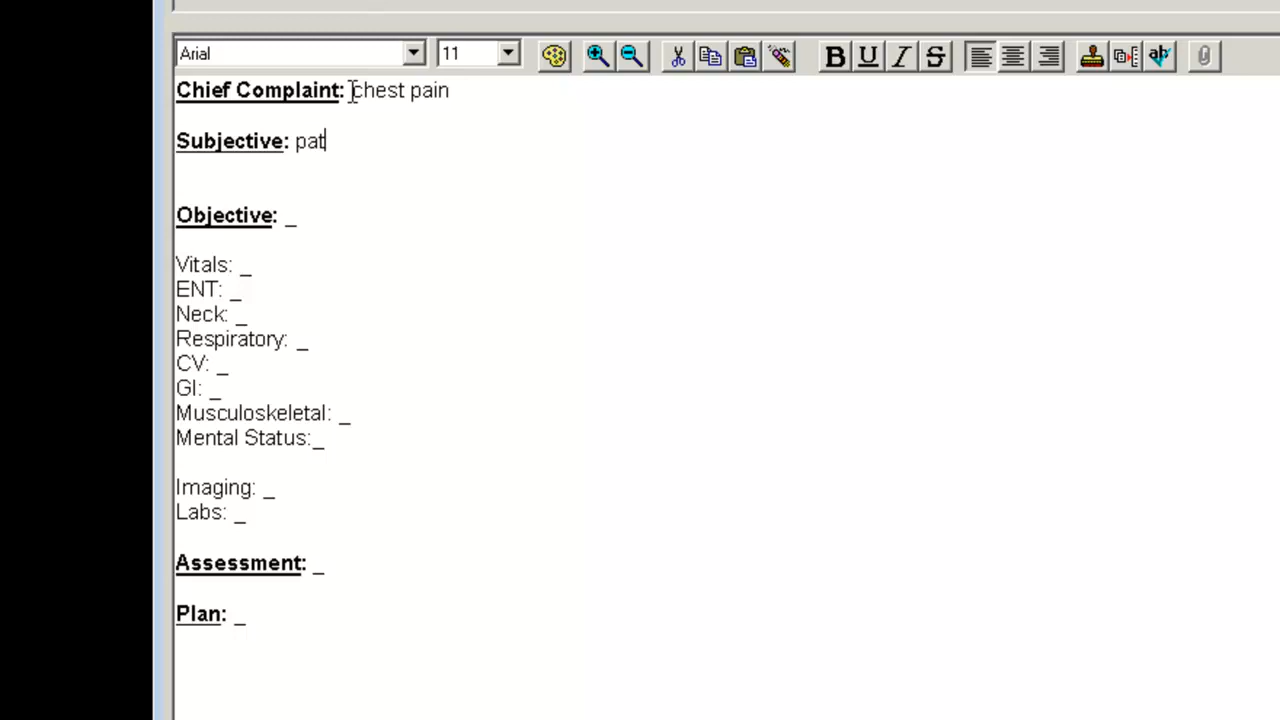 Arial 11 B U I S ab
Chief Complaint: chest pain
Subjective: pat
Objective: _
Vitals: _
ENT: _
Neck: _
Respiratory: _
CV: _
GI: _
Musculoskeletal: _
Mental Status:_
Imaging: _
Labs: _
Assessment: _
Plan: _